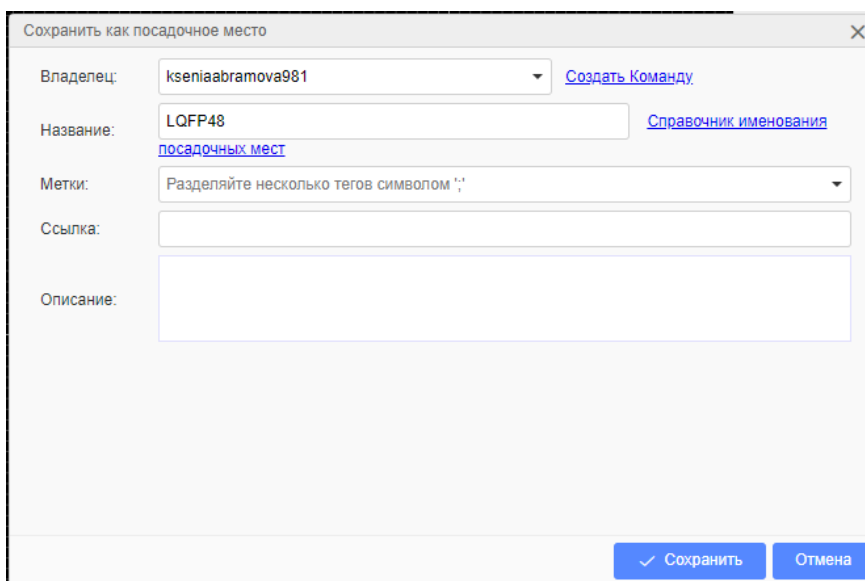 Сохранить как посадочное место
Владелец: kseniaabramova981 Создать Команду
Название: LQFP48 Справочник именования
посадочных мест
Метки: Разделяйте несколько тегов символом ';'
Ссылка:
Описание:
Сохранить Отмена